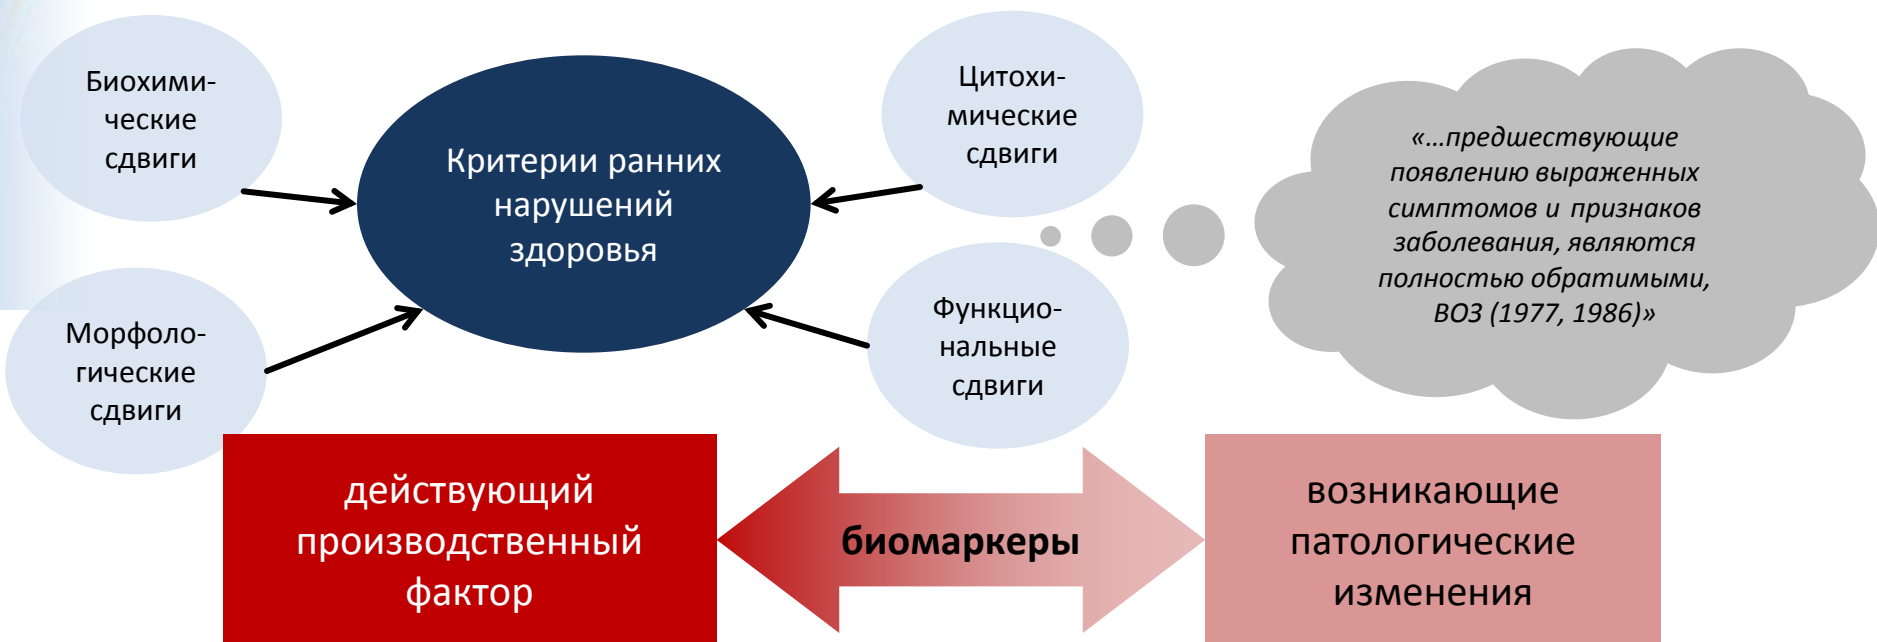 Биохими-
ческие
сдвиги
Критерии ранних
нарушений
здоровья
Цитохи-
мические
сдвиги
«…предшествующие
появлению выраженных
симптомов и признаков
заболевания, являются
полностью обратимыми,
ВОЗ (1977, 1986)»
Морфоло-
гические
сдвиги
Функцио-
нальные
сдвиги
действующий
производственный
фактор
биомаркеры
возникающие
патологические
изменения